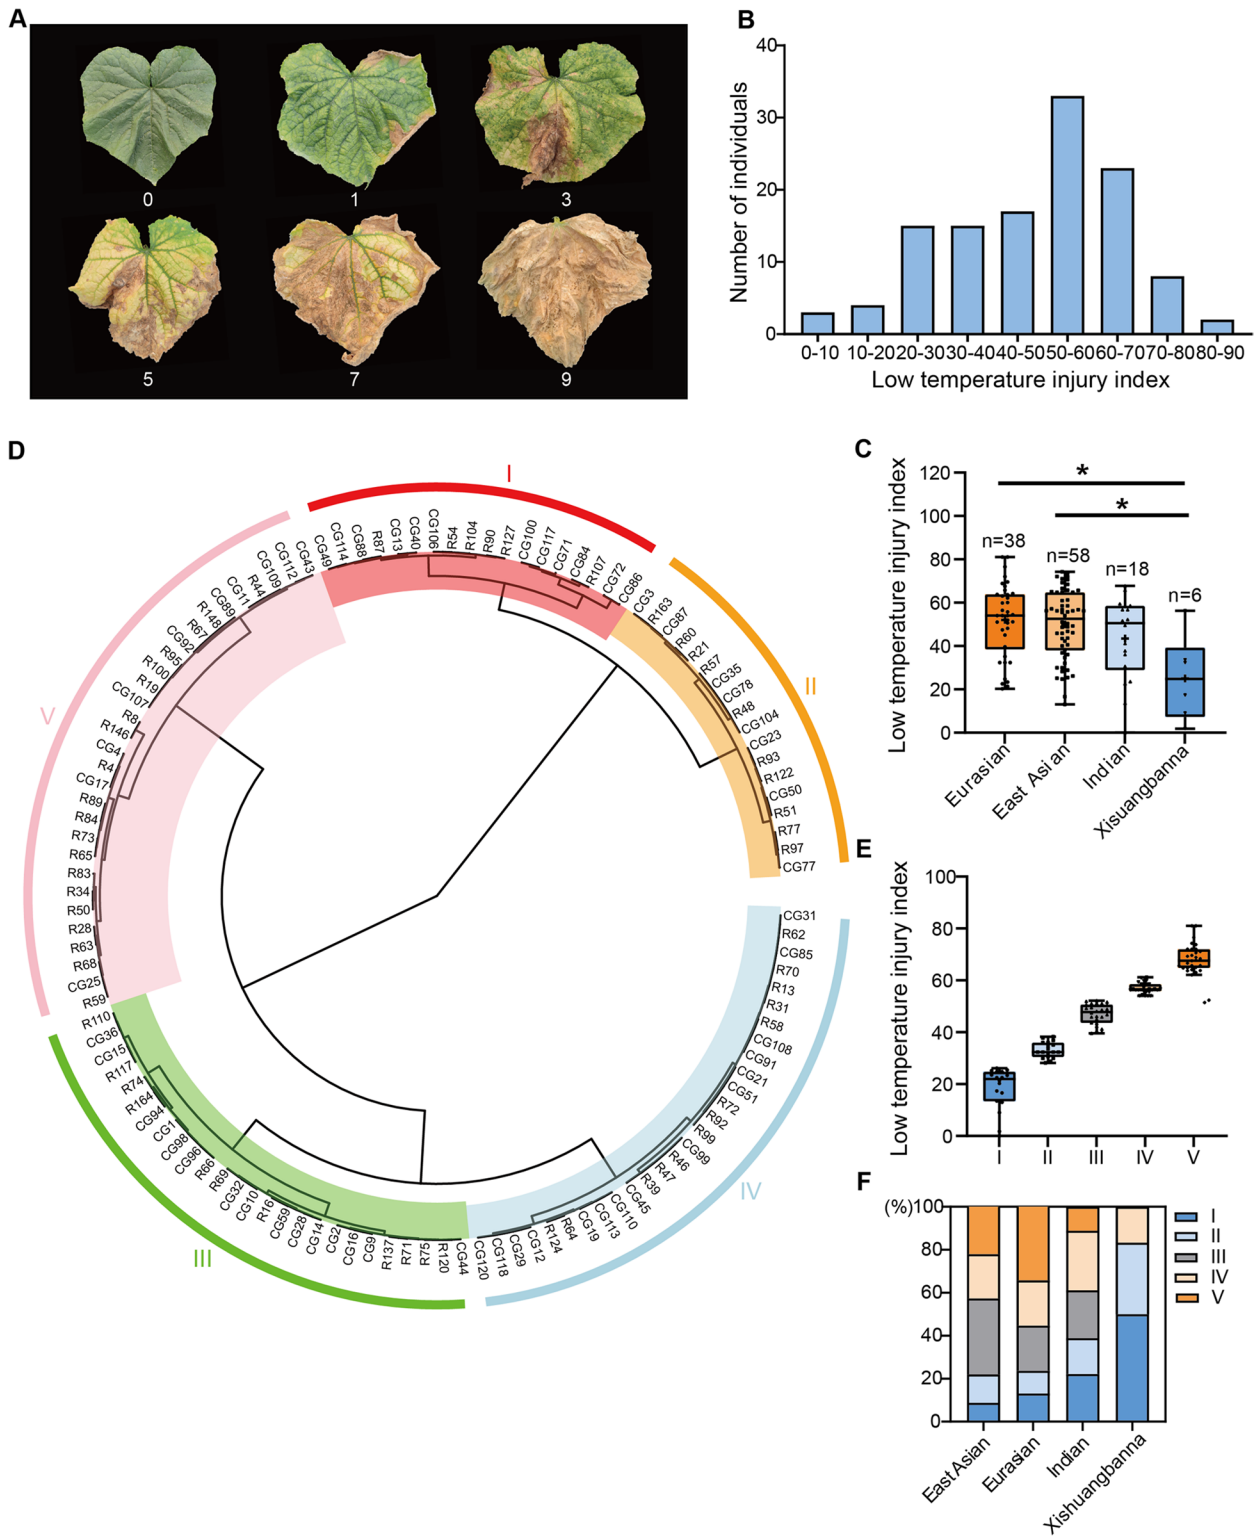 A
0
1
3
5
7
9
B
Number of individuals
40
30
20
10
0
0-10 10-20 20-30 30-40 40-50 50-60 60-70 70-80 80-90
Low temperature injury index
C
Low temperature injury index
120
100
80
60
40
20
0
*
*
n=38
n=58
n=18
n=6
Eurasian
East Asian
Indian
Xisuangbanna
D
I
II
III
IV
V
CG49
CG114
CG88
R87
CG13
CG40
CG106
R54
R104
R90
R127
CG100
CG117
CG71
CG84
R107
CG72
CG86
CG3
R163
CG87
R60
R21
R57
CG35
CG78
R48
CG104
CG23
R93
R122
CG50
R51
R77
R97
CG77
CG31
R62
CG85
R70
R13
R31
R58
CG108
CG91
CG21
CG51
R72
R92
R99
CG99
R46
R47
R39
CG45
CG110
CG113
CG19
R64
R124
CG12
CG29
CG118
CG120
CG44
R120
R75
R71
R137
CG9
CG16
CG2
CG14
CG28
CG59
R16
CG10
CG32
R69
R66
CG96
CG98
CG1
CG94
R164
R74
R117
CG15
CG36
R110
R59
CG25
R68
R63
R28
R50
R34
R83
R65
R73
R84
R89
CG17
R4
CG4
R146
R8
CG107
R19
R100
R95
CG92
R67
R148
CG89
CG11
R44
CG109
CG112
CG43
E
Low temperature injury index
100
80
60
40
20
0
I II III IV V
F
(%)100
80
60
40
20
0
I
II
III
IV
V
East Asian
Eurasian
Indian
Xishuangbanna